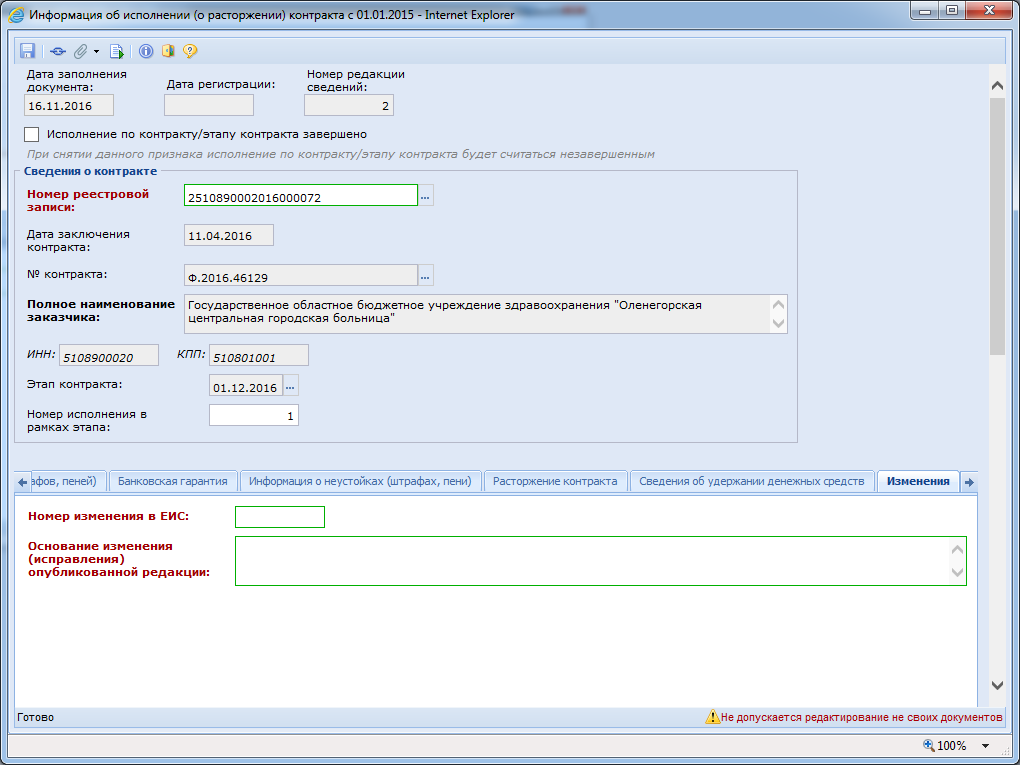 Информация об исполнении (о расторжении) контракта с 01.01.2015 - Internet Explorer
Дата заполнения
документа:
Дата регистрации:
Номер редакции
сведений:
16.11.2016
2
Исполнение по контракту/этапу контракта завершено
При снятии данного признака исполнение по контракту/этапу контракта будет считаться незавершенным
Сведения о контракте
Номер реестровой
записи:
2510890002016000072
...
Дата заключения
контракта:
11.04.2016
№ контракта:
Ф.2016.46129
...
Полное наименование
заказчика:
Государственное областное бюджетное учреждение здравоохранения "Оленегорская
центральная городская больница"
ИНН: 5108900020 КПП: 510801001
Этап контракта:
01.12.2016 ...
Номер исполнения в
рамках этапа:
1
афов, пеней) Банковская гарантия Информация о неустойках (штрафах, пени) Расторжение контракта Сведения об удержании денежных средств Изменения
Номер изменения в ЕИС:
Основание изменения
(исправления)
опубликованной редакции:
Готово
Не допускается редактирование не своих документов
100%